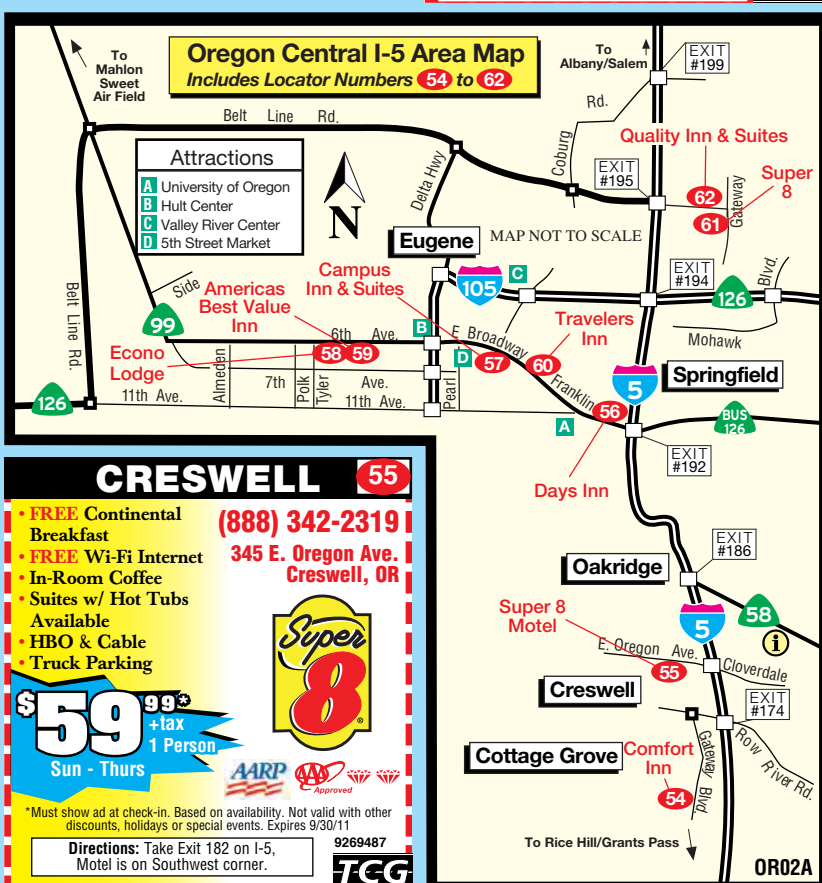 Oregon Central I-5 Area Map
Includes Locator Numbers 54 to 62
To
Mahlon
Sweet
Air Field
To
Albany/Salem
EXIT
#199
Belt Line Rd.
Coburg Rd.
Delta Hwy
Attractions
A University of Oregon
B Hult Center
C Valley River Center
D 5th Street Market
N
Quality Inn & Suites
EXIT
#195
62
Super
8
61
Gateway
Eugene
MAP NOT TO SCALE
105
C
EXIT
#194
126
Blvd.
Mohawk
Belt Line Rd.
Side
99
Americas
Best Value
Inn
Campus
Inn & Suites
6th Ave.
B
E Broadway
Travelers
Inn
Econo
Lodge
58
59
D
57
60
Franklin
5
Springfield
Almeden
7th Ave.
Polk
Tyler
Pearl
126
11th Ave.
11th Ave.
A
56
BUS
126
EXIT
#192
Days Inn
EXIT
#186
Oakridge
58
i
5
Super 8
Motel
E. Oregon Ave.
55
Cloverdale
Creswell
EXIT
#174
Row River Rd.
Cottage Grove
Comfort
Inn
54
Gateway Blvd.
To Rice Hill/Grants Pass
OR02A
CRESWELL 55
• FREE Continental
Breakfast
• FREE Wi-Fi Internet
• In-Room Coffee
• Suites w/ Hot Tubs
Available
• HBO & Cable
• Truck Parking
(888) 342-2319
345 E. Oregon Ave.
Creswell, OR
Super
8
®
$59 99*
+tax
1 Person
Sun - Thurs
AARP
AAA
Approved
*Must show ad at check-in. Based on availability. Not valid with other
discounts, holidays or special events. Expires 9/30/11
Directions: Take Exit 182 on I-5,
Motel is on Southwest corner.
9269487
TCG